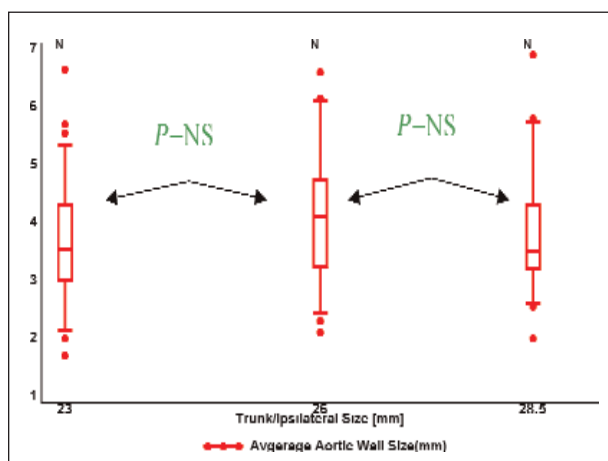 7
N
N
N
6
P–NS
P–NS
5
4
3
2
1
23
26
28.5
Trunk/Ipsilateral Size [mm]
Avgerage Aortic Wall Size(mm)